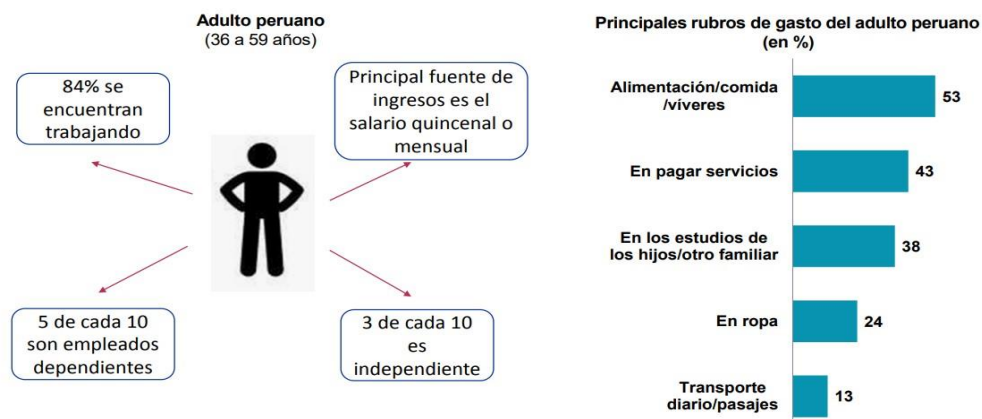 Adulto peruano
(36 a 59 años)
84% se
encuentran
trabajando
Principal fuente de
ingresos es el
salario quincenal o
mensual
5 de cada 10
son empleados
dependientes
3 de cada 10
es
independiente
Principales rubros de gasto del adulto peruano
(en %)
Alimentación/comida
/víveres
53
En pagar servicios
43
En los estudios de
los hijos/otro familiar
38
En ropa
24
Transporte
diario/pasajes
13